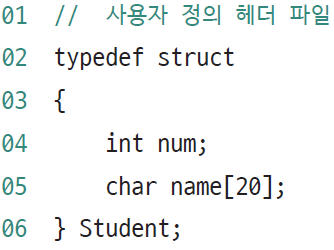 01 //  사용자 정의 헤더 파일
02 typedef struct
03 {
04     int num;
05     char name[20];
06 } Student;